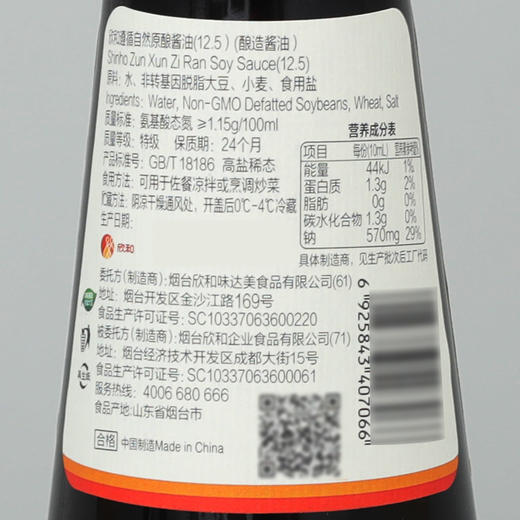 欣和遵循自然原酿酱油(12.5) (酿造酱油)
Shinho Zun Xun Zi Ran Soy Sauce(12.5)
原料: 水、非转基因脱脂大豆、小麦、食用盐
Ingredients: Water, Non-GMO Defatted Soybeans, Wheat, Salt
质量标准: 氨基酸态氮 ≥1.15g/100ml
质量等级: 特级 保质期: 24个月
产品标准号: GB/T 18186 高盐稀态
食用方法: 可用于佐餐凉拌或烹调炒菜
贮藏方法: 阴凉干燥通风处, 开盖后0℃-4℃冷藏
生产日期:
营养成分表
项目 每份(10mL) 营养素参考值%
能量 44kJ 1%
蛋白质 1.3g 2%
脂肪 0g 0%
碳水化合物 1.3g 0%
钠 570mg 29%
具体制造商, 见生产批次后工厂代码
欣和
委托方 (制造商): 烟台欣和味达美食品有限公司(61)
地址: 烟台开发区金沙江路169号
食品生产许可证号: SC10337063600220
被委托方(制造商): 烟台欣和企业食品有限公司(71)
地址: 烟台经济技术开发区成都大街15号
食品生产许可证号: SC10337063600061
服务热线: 4006 680 666
食品产地: 山东省烟台市
合格 中国制造Made in China
6 925843 407066